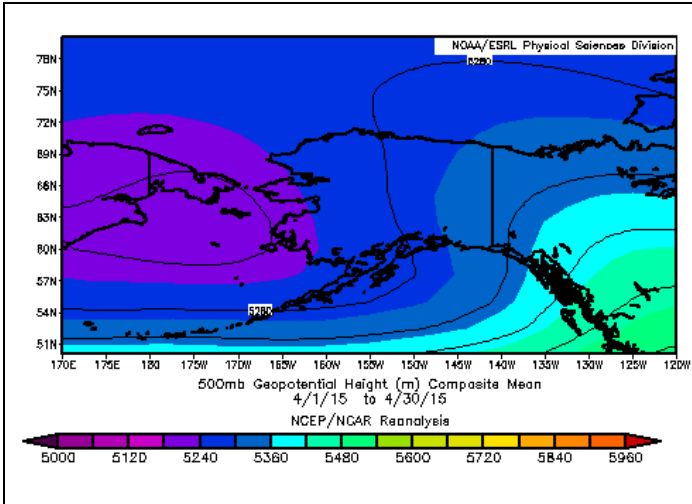 NOAA/ESRL Physical Sciences Division
78N
5280
75N
72N
69N
66N
63N
60N
57N
5280
54N
51N
170E 175E 180 175W 170W 165W 160W 155W 150W 145W 140W 135W 130W 125W 120W
500mb Geopotential Height (m) Composite Mean
4/1/15 to 4/30/15
NCEP/NCAR Reanalysis
5000 5120 5240 5360 5480 5600 5720 5840 5960